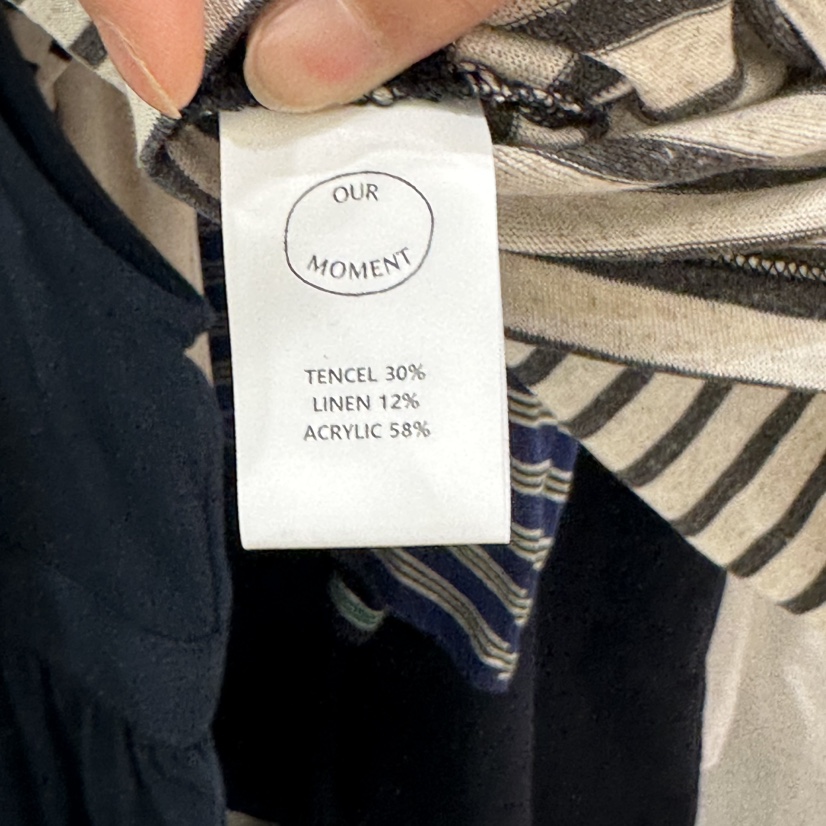 OUR
MOMENT
TENCEL 30%
LINEN 12%
ACRYLIC 58%